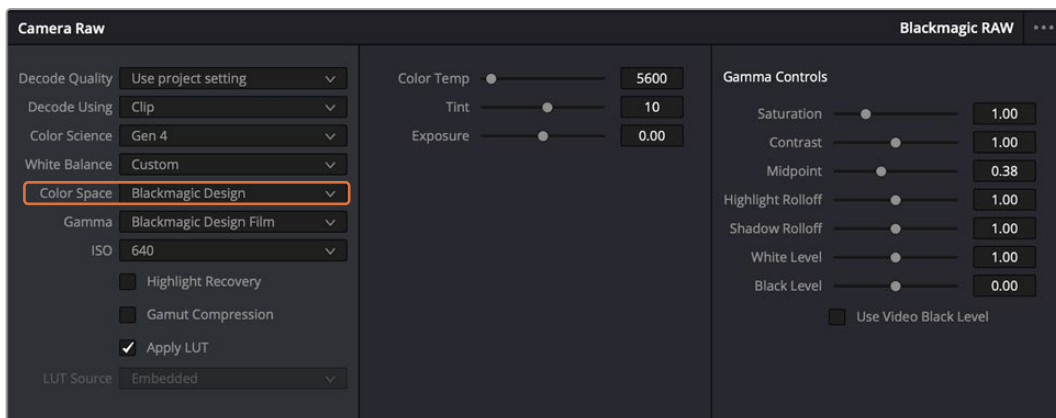 Camera Raw
Blackmagic RAW
Decode Quality Use project setting
Decode Using Clip
Color Science Gen 4
White Balance Custom
Color Space Blackmagic Design
Gamma Blackmagic Design Film
ISO 640
Highlight Recovery
Gamut Compression
Apply LUT
LUT Source Embedded
Color Temp 5600
Tint 10
Exposure 0.00
Gamma Controls
Saturation 1.00
Contrast 1.00
Midpoint 0.38
Highlight Rolloff 1.00
Shadow Rolloff 1.00
White Level 1.00
Black Level 0.00
Use Video Black Level